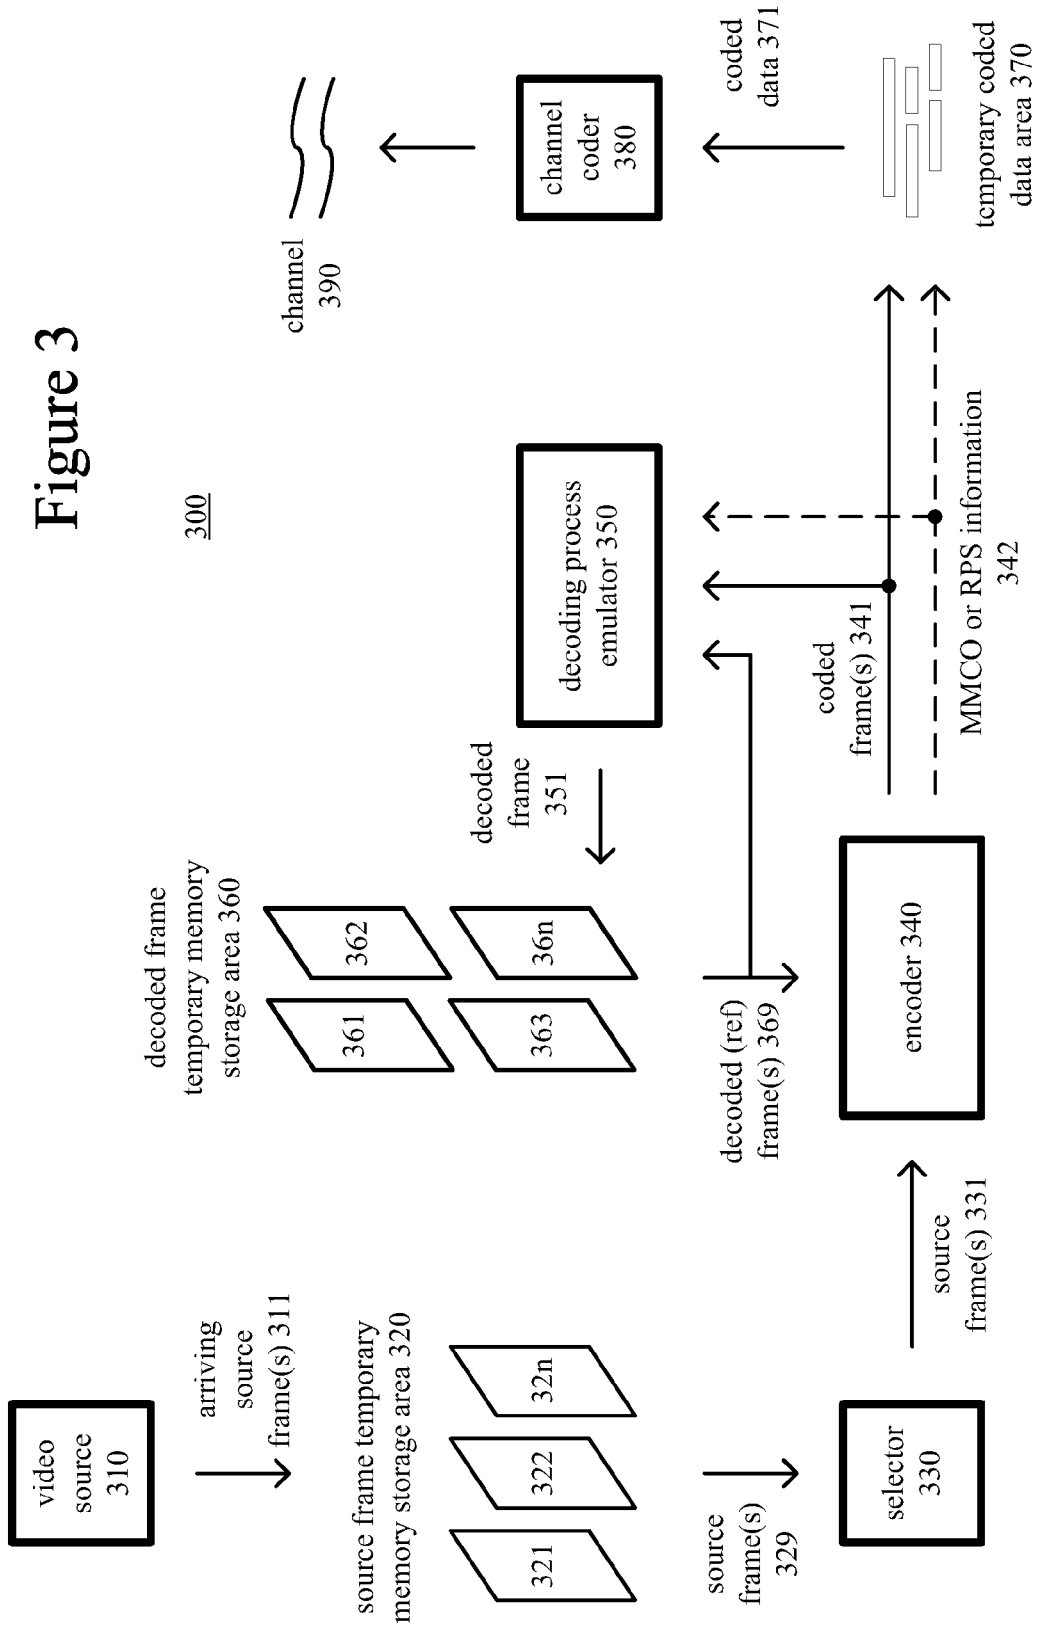 Figure 3
300
video
source
310
arriving
source
frame(s) 311
source frame temporary
memory storage area 320
321
322
32n
source
frame(s)
329
selector
330
source
frame(s) 331
decoded frame
temporary memory
storage area 360
361
362
363
36n
decoded (ref)
frame(s) 369
encoder 340
decoded
frame
351
decoding process
emulator 350
coded
frame(s) 341
MMCO or RPS information
342
channel
390
channel
coder
380
coded
data 371
temporary coded
data area 370